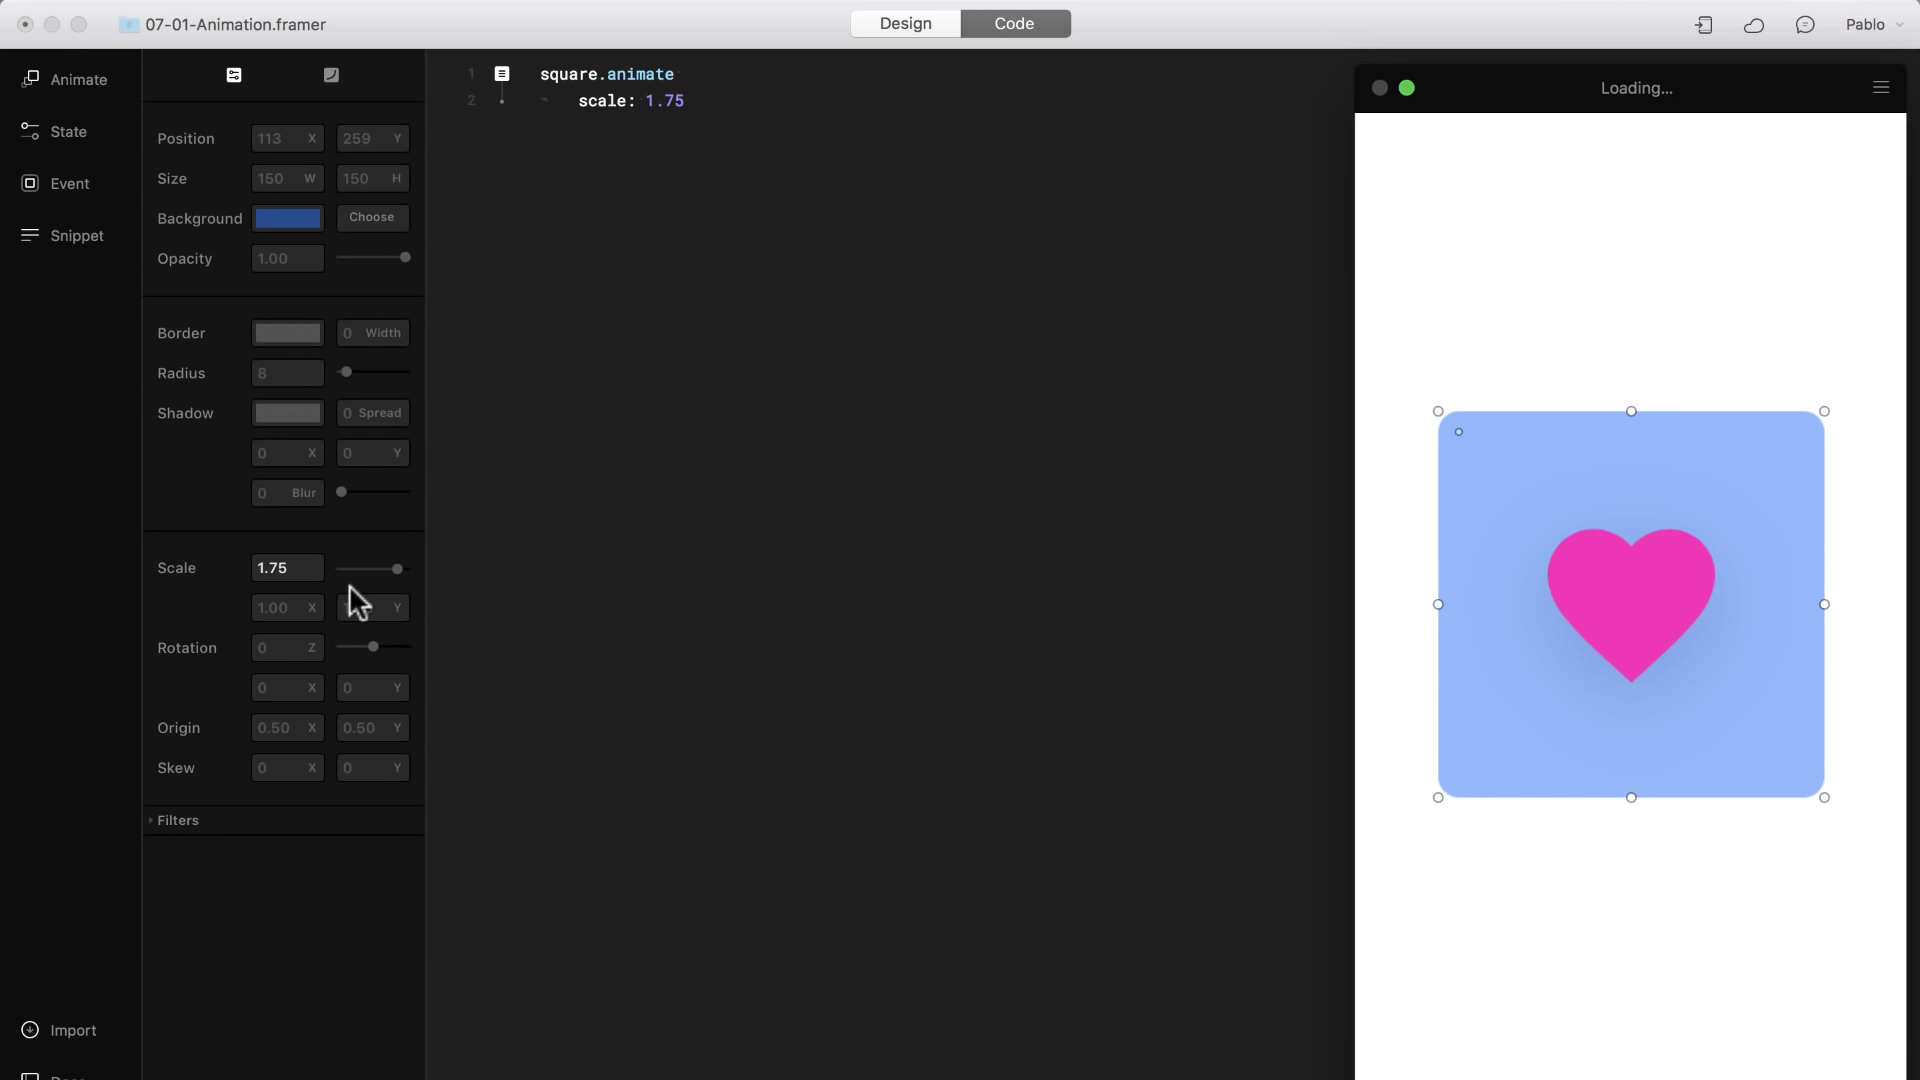 07-01-Animation.framer
Design
Code
Pablo
Animate
State
Event
Snippet
Import
Position 113 X 259 Y
Size 150 W 150 H
Background Choose
Opacity 1.00
Border 0 Width
Radius 8
Shadow 0 Spread
0 X 0 Y
0 Blur
Scale 1.75
1.00 X Y
Rotation 0 Z
0 X 0 Y
Origin 0.50 X 0.50 Y
Skew 0 X 0 Y
Filters
1 square.animate
2 scale: 1.75
Loading...